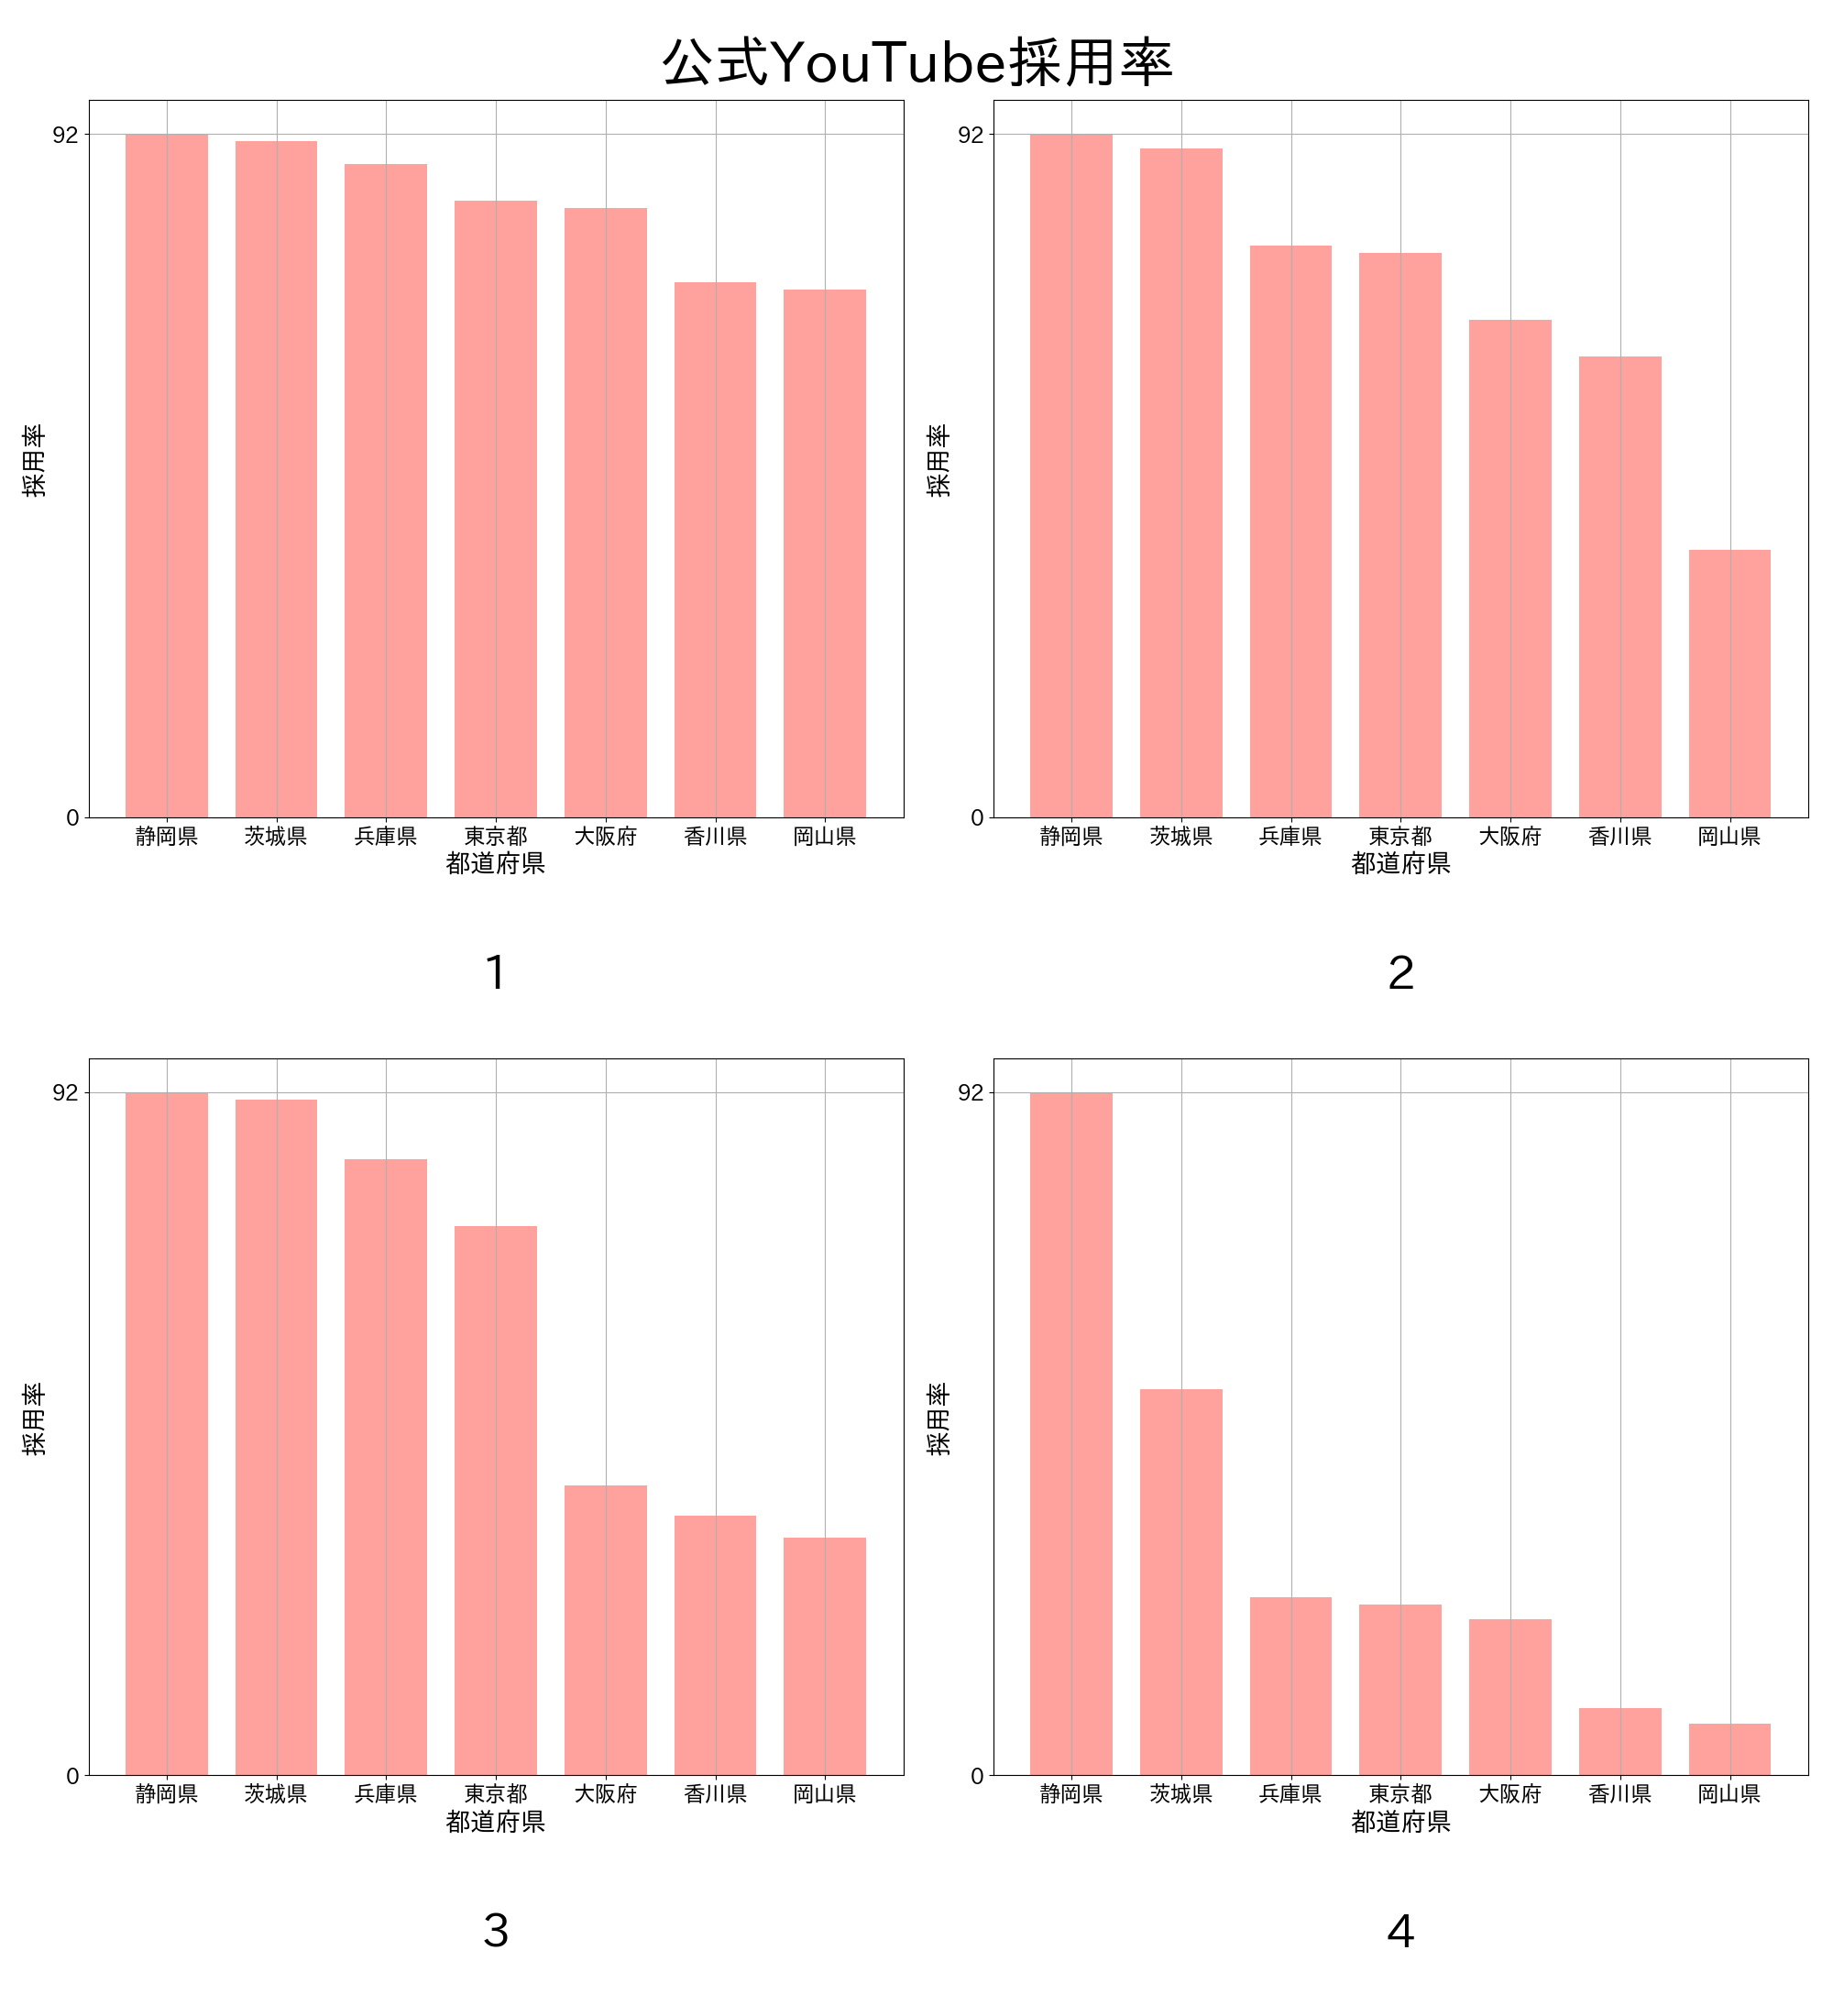 公式YouTube採用率
92
0
採用率
静岡県 茨城県 兵庫県 東京都 大阪府 香川県 岡山県
都道府県
1
92
0
採用率
静岡県 茨城県 兵庫県 東京都 大阪府 香川県 岡山県
都道府県
2
92
0
採用率
静岡県 茨城県 兵庫県 東京都 大阪府 香川県 岡山県
都道府県
3
92
0
採用率
静岡県 茨城県 兵庫県 東京都 大阪府 香川県 岡山県
都道府県
4